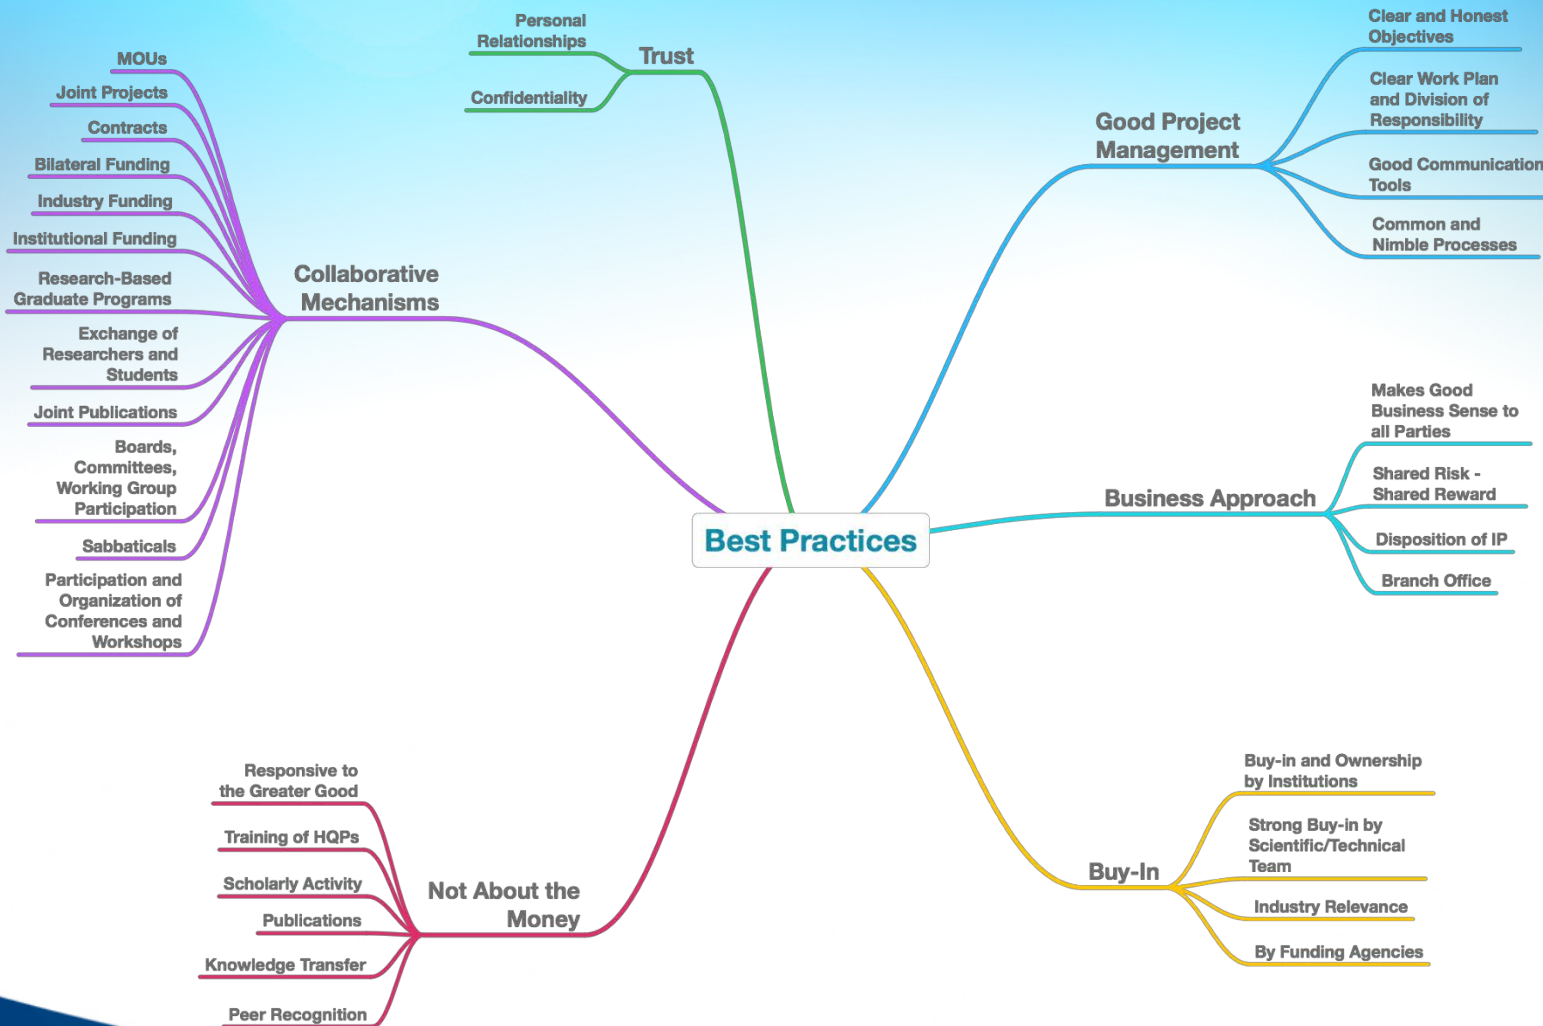 Best Practices
Trust
Personal
Relationships
Confidentiality
Collaborative
Mechanisms
MOUs
Joint Projects
Contracts
Bilateral Funding
Industry Funding
Institutional Funding
Research-Based
Graduate Programs
Exchange of
Researchers and
Students
Joint Publications
Boards,
Committees,
Working Group
Participation
Sabbaticals
Participation and
Organization of
Conferences and
Workshops
Not About the
Money
Responsive to
the Greater Good
Training of HQPs
Scholarly Activity
Publications
Knowledge Transfer
Peer Recognition
Good Project
Management
Clear and Honest
Objectives
Clear Work Plan
and Division of
Responsibility
Good Communication
Tools
Common and
Nimble Processes
Business Approach
Makes Good
Business Sense to
all Parties
Shared Risk -
Shared Reward
Disposition of IP
Branch Office
Buy-In
Buy-in and Ownership
by Institutions
Strong Buy-in by
Scientific/Technical
Team
Industry Relevance
By Funding Agencies